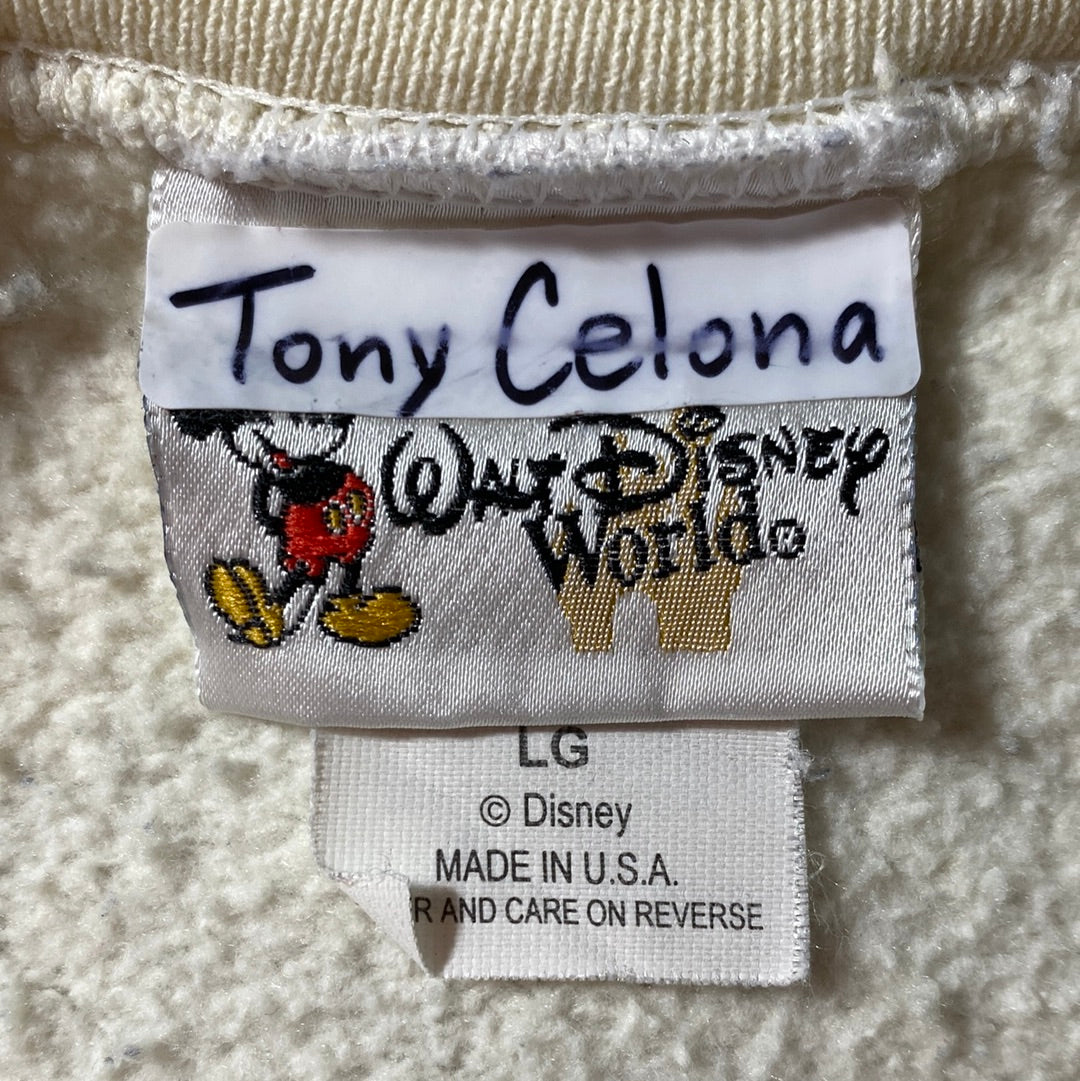 Tony Celona
WALT DISNEY
World®
LG
© Disney
MADE IN U.S.A.
AND CARE ON REVERSE